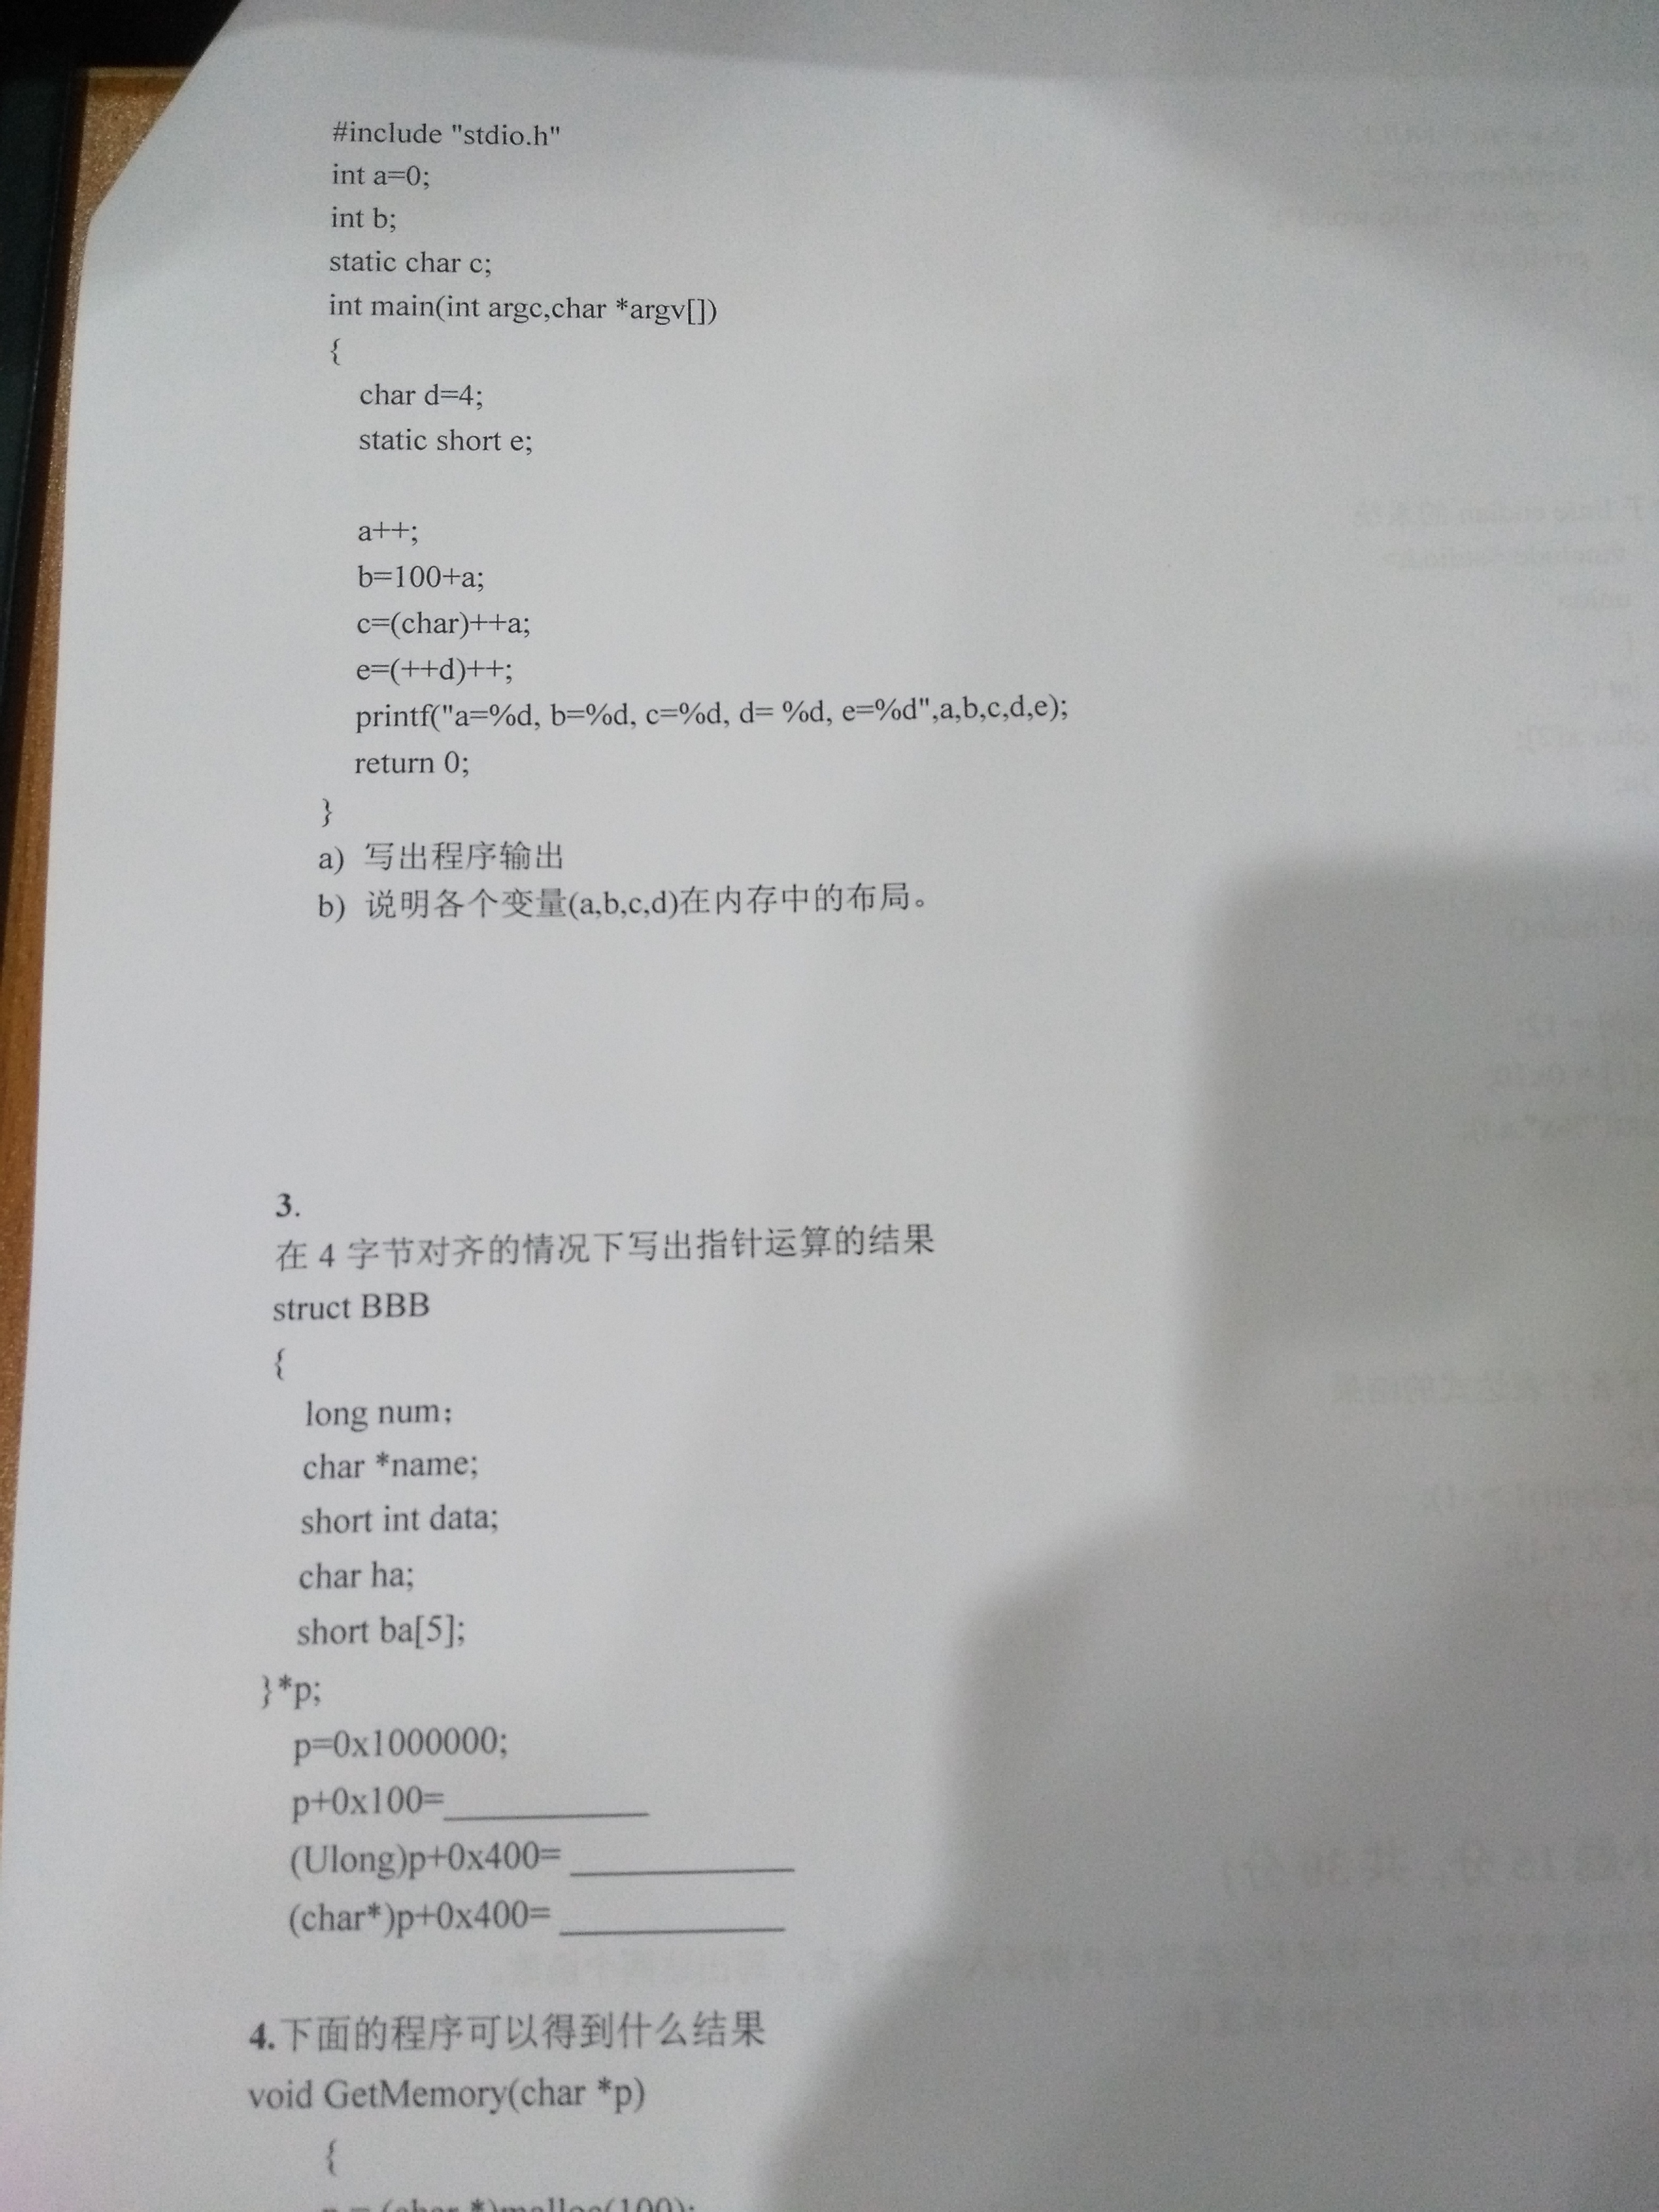 #include "stdio.h"
int a=0;
int b;
static char c;
int main(int argc,char *argv[])
{
char d=4;
static short e;
a++;
b=100+a;
c=(char)++a;
e=(++d)++;
printf("a=%d, b=%d, c=%d, d= %d, e=%d",a,b,c,d,e);
return 0;
}
a) 写出程序输出
b) 说明各个变量(a,b,c,d)在内存中的布局。
3.
在 4 字节对齐的情况下写出指针运算的结果
struct BBB
{
long num；
char *name;
short int data;
char ha;
short ba[5];
}*p;
p=0x1000000;
p+0x100=
(Ulong)p+0x400=
(char*)p+0x400=
4.下面的程序可以得到什么结果
void GetMemory(char *p)
{
p = (char *)malloc(100);